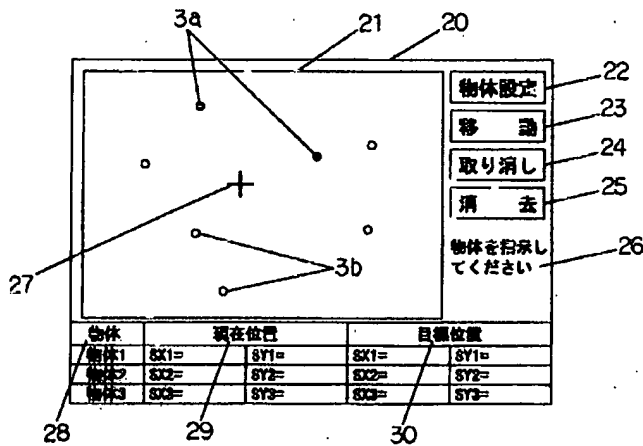 3a
21
20
22
物体設定
23
移 動
24
取り消し
25
消 去
物体を指示し
てください
26
27
3b
物体 現在位置 目標位置
物体1 SX1= SY1= SX1= SY1=
物体2 SX2= SY2= SX2= SY2=
物体3 SX3= SY3= SX3= SY3=
28
29
30